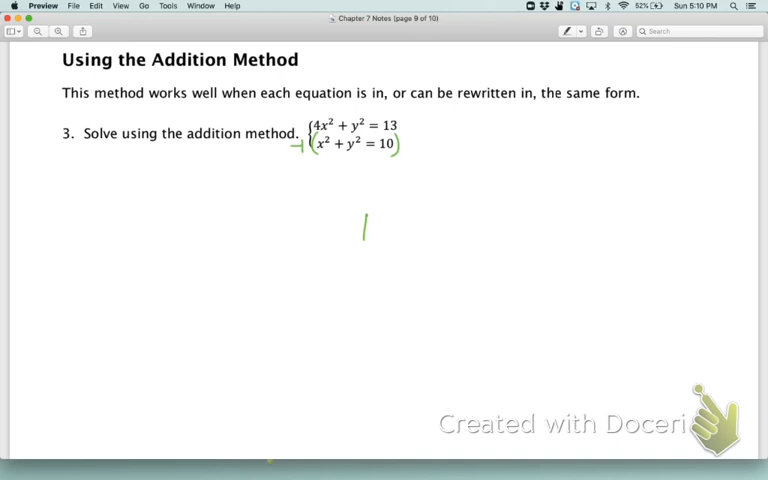 Preview File Edit View Go Tools Window Help 52% Sun 5:10 PM
Chapter 7 Notes (page 9 of 10)
Search
Using the Addition Method
This method works well when each equation is in, or can be rewritten in, the same form.
3. Solve using the addition method. {4x² + y² = 13
-1 (x² + y² = 10)
Created with Doceri